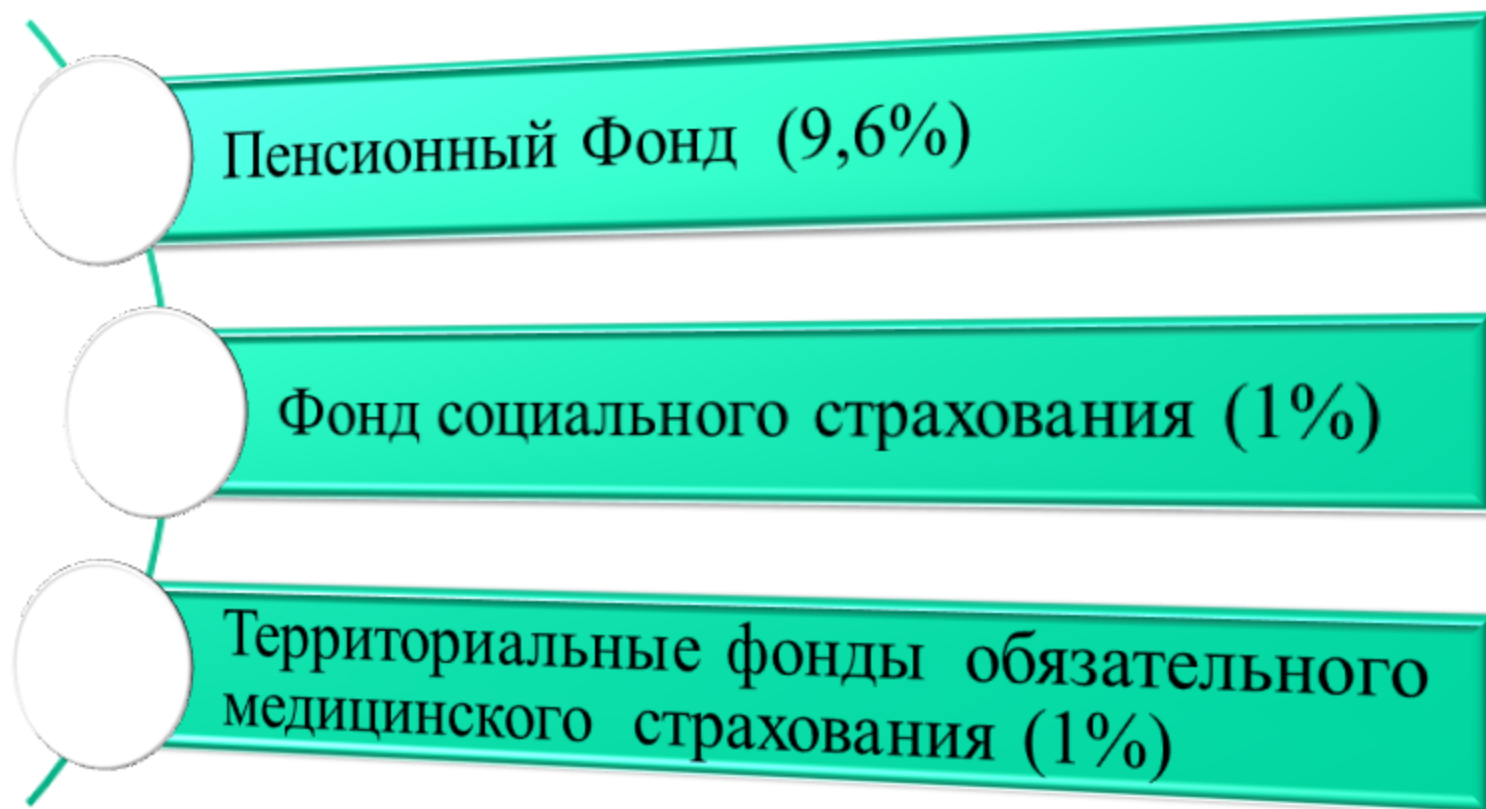 Пенсионный Фонд (9,6%)
Фонд социального страхования (1%)
Территориальные фонды обязательного
медицинского страхования (1%)